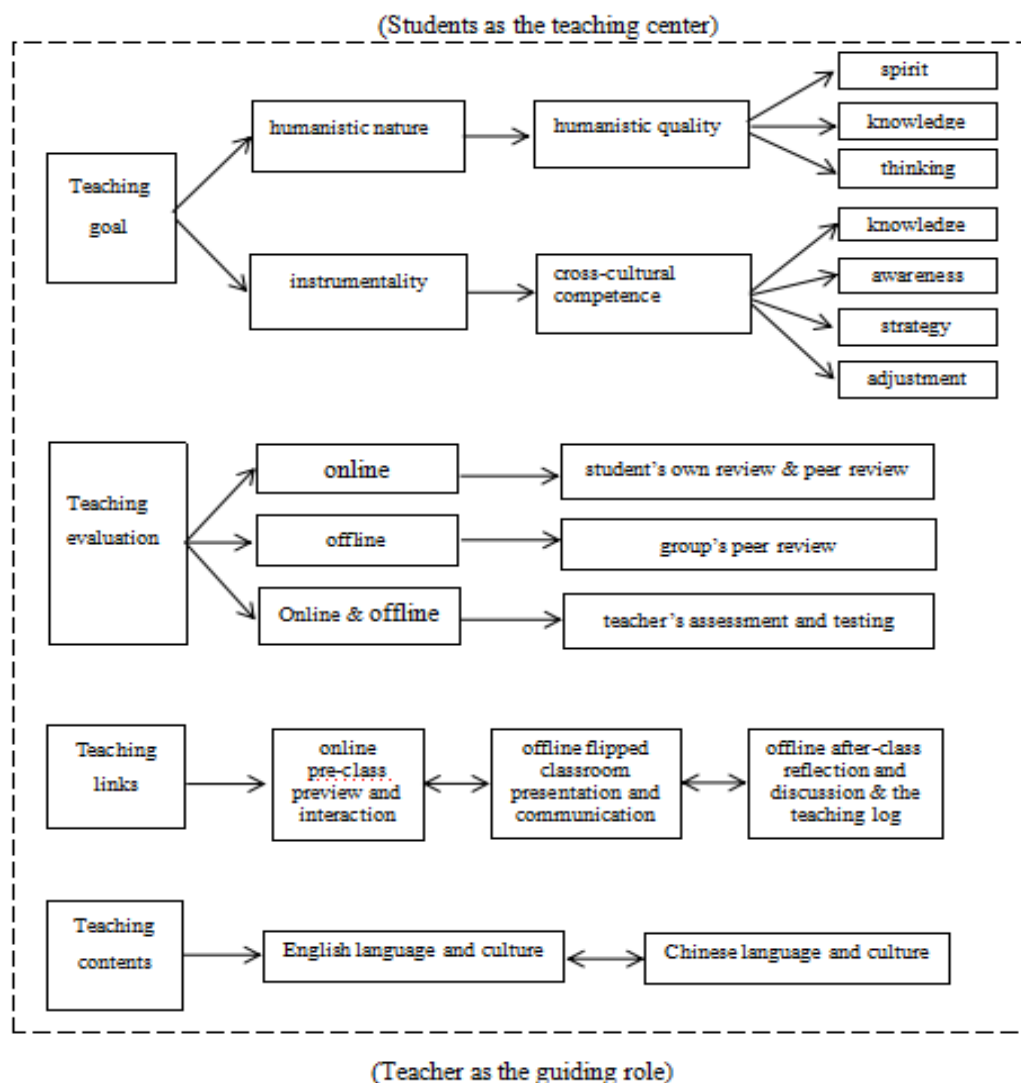 (Students as the teaching center)
Teaching
goal
humanistic nature
humanistic quality
spirit
knowledge
thinking
instrumentality
cross-cultural
competence
knowledge
awareness
strategy
adjustment
Teaching
evaluation
online
student's own review & peer review
offline
group's peer review
Online & offline
teacher's assessment and testing
Teaching
links
online
pre-class
preview and
interaction
offline flipped
classroom
presentation and
communication
offline after-class
reflection and
discussion & the
teaching log
Teaching
contents
English language and culture
Chinese language and culture
(Teacher as the guiding role)